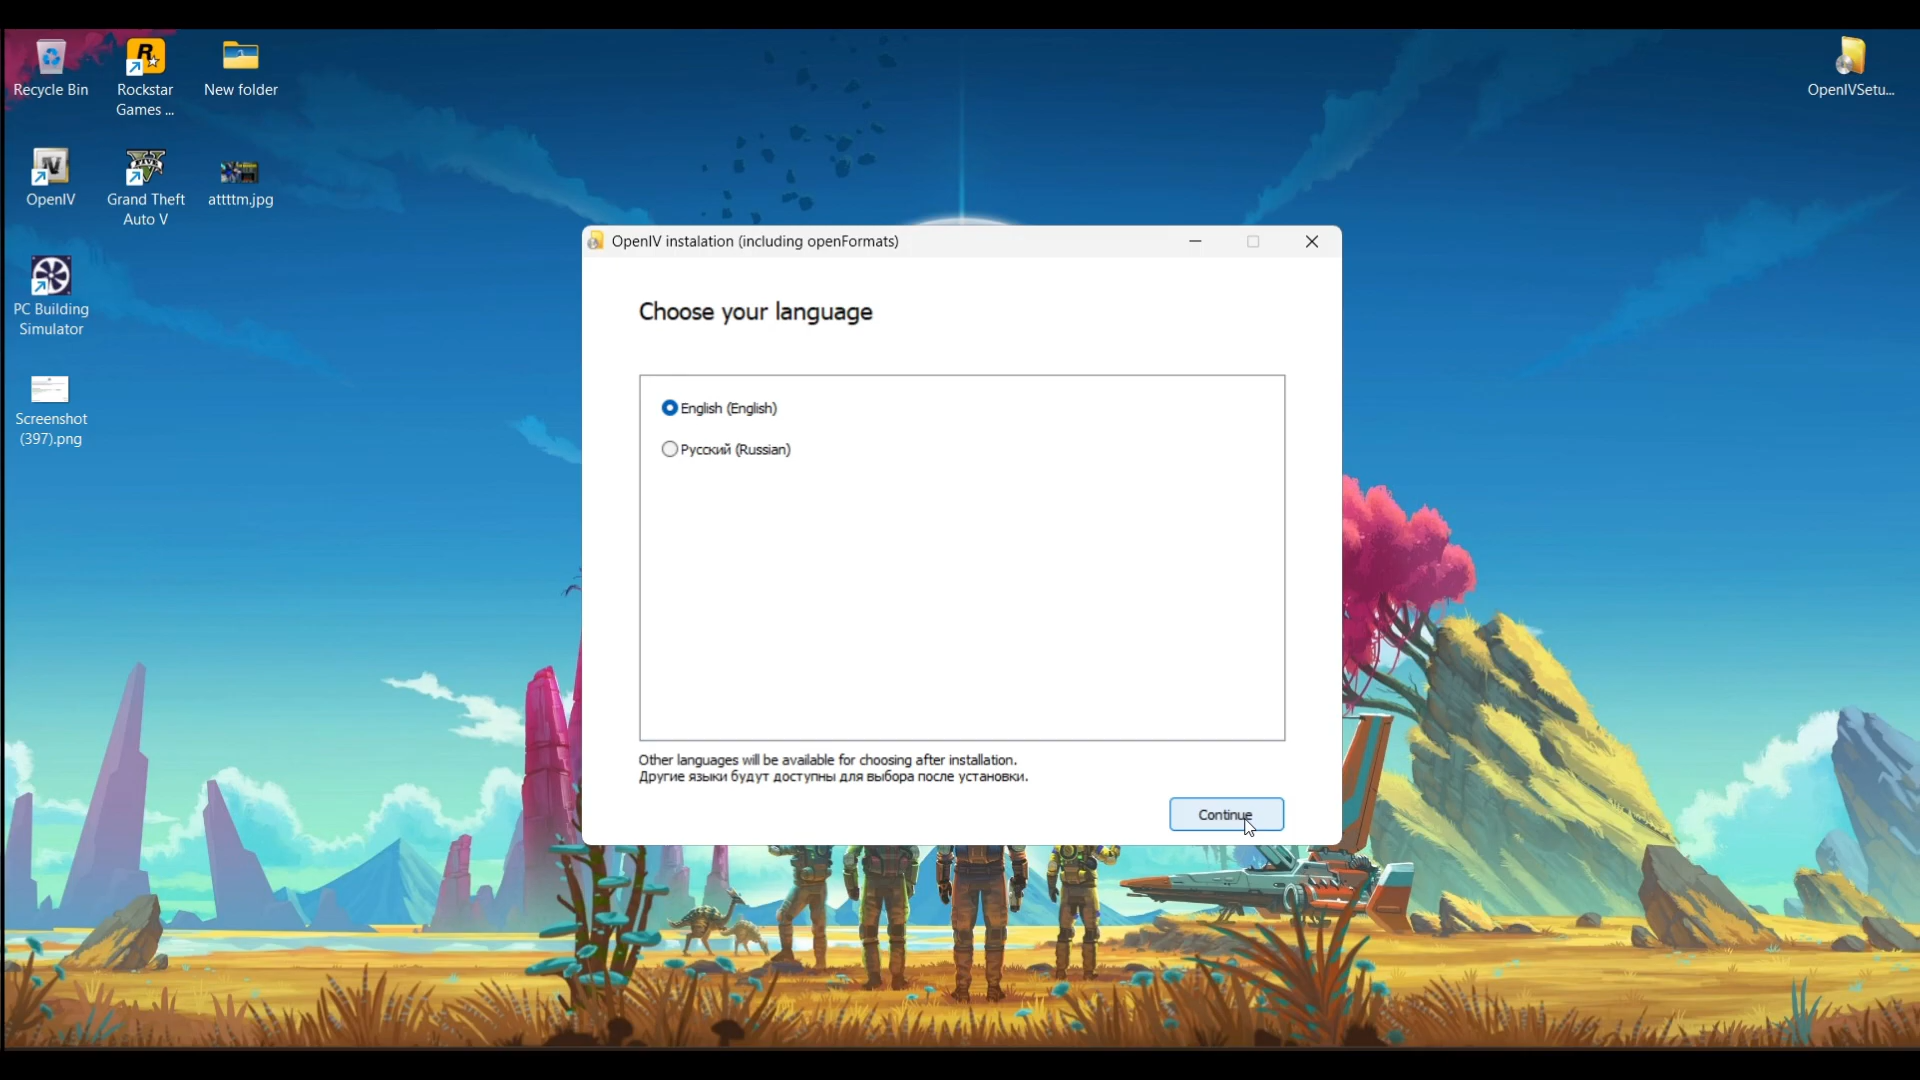 Recycle Bin
Rockstar
Games ...
New folder
OpenIVSetu...
OpenIV
Grand Theft
Auto V
attttm.jpg
PC Building
Simulator
Screenshot
(397).png
OpenIV instalation (including openFormats)
Choose your language
English (English)
Русский (Russian)
Other languages will be available for choosing after installation.
Другие языки будут доступны для выбора после установки.
Continue